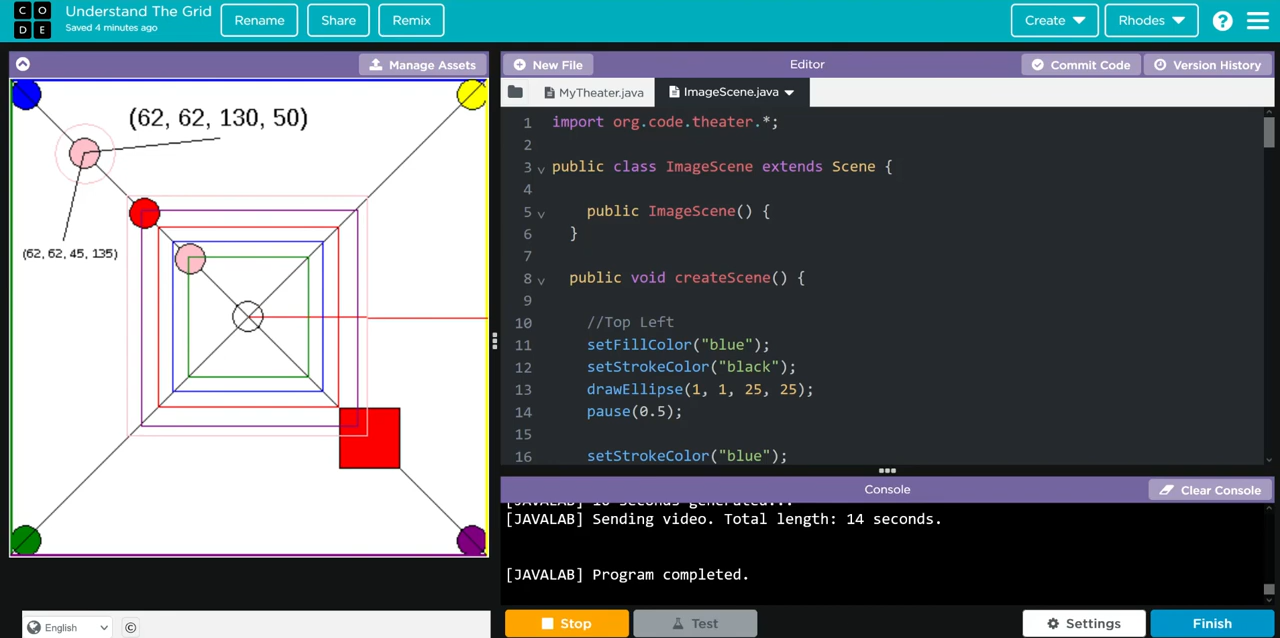 C O
D E
Understand The Grid
Saved 4 minutes ago
Rename
Share
Remix
Create
Rhodes
?
Manage Assets
New File
Editor
Commit Code
Version History
MyTheater.java
ImageScene.java
(62, 62, 130, 50)
(62, 62, 45, 135)
1 import org.code.theater.*;
2
3 public class ImageScene extends Scene {
4
5 public ImageScene() {
6 }
7
8 public void createScene() {
9
10 //Top Left
11 setFillColor("blue");
12 setStrokeColor("black");
13 drawEllipse(1, 1, 25, 25);
14 pause(0.5);
15
16 setStrokeColor("blue");
Console
Clear Console
[JAVALAB] Sending video. Total length: 14 seconds.
[JAVALAB] Program completed.
English
©
Stop
Test
Settings
Finish